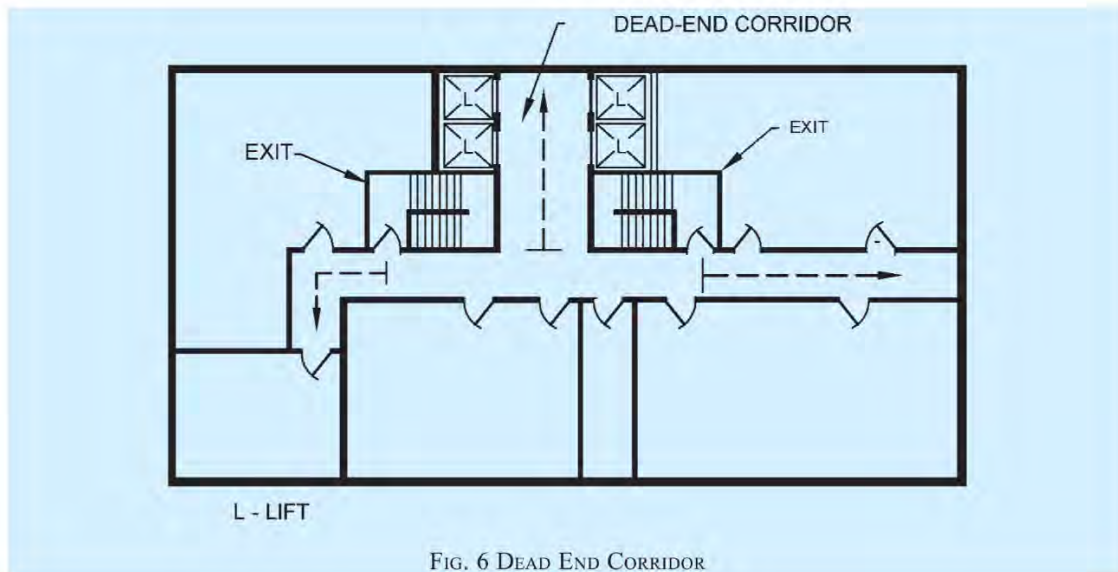 DEAD-END CORRIDOR
L
L
L
L
EXIT
EXIT
L - LIFT
FIG. 6 DEAD END CORRIDOR